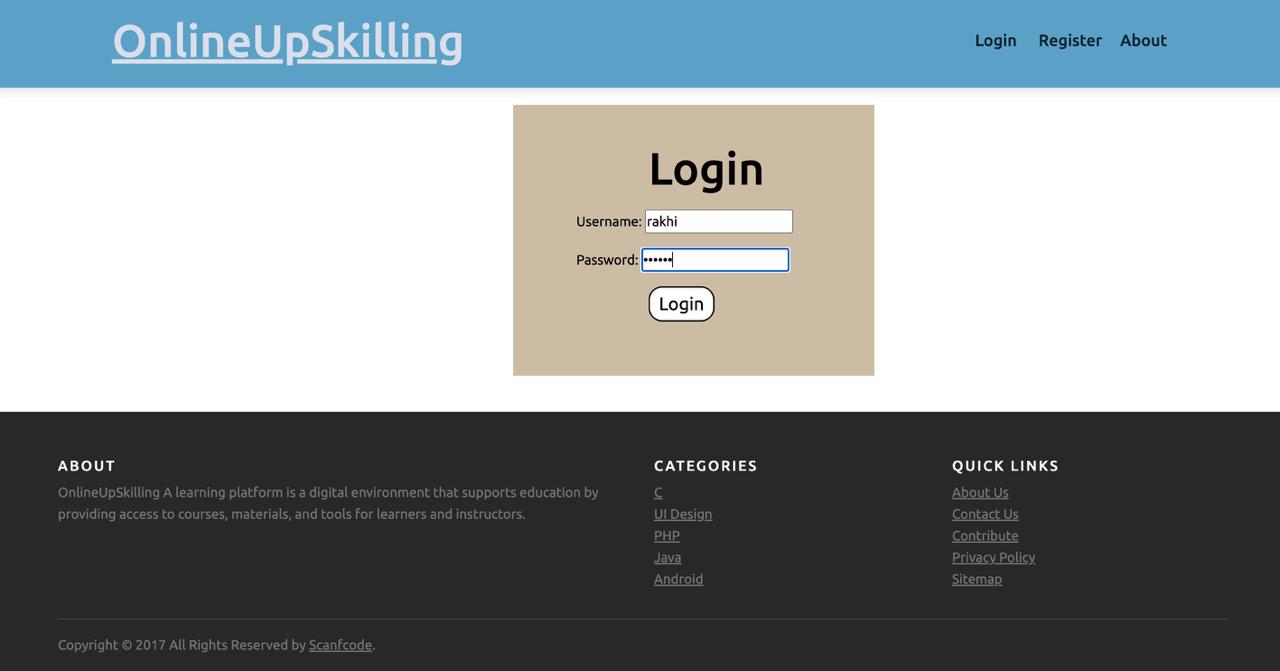 OnlineUpSkilling
Login Register About
Login
Username: rakhi
Password: ••••••
Login
ABOUT
OnlineUpSkilling A learning platform is a digital environment that supports education by
providing access to courses, materials, and tools for learners and instructors.
CATEGORIES
C
UI Design
PHP
Java
Android
QUICK LINKS
About Us
Contact Us
Contribute
Privacy Policy
Sitemap
Copyright © 2017 All Rights Reserved by Scanfcode.